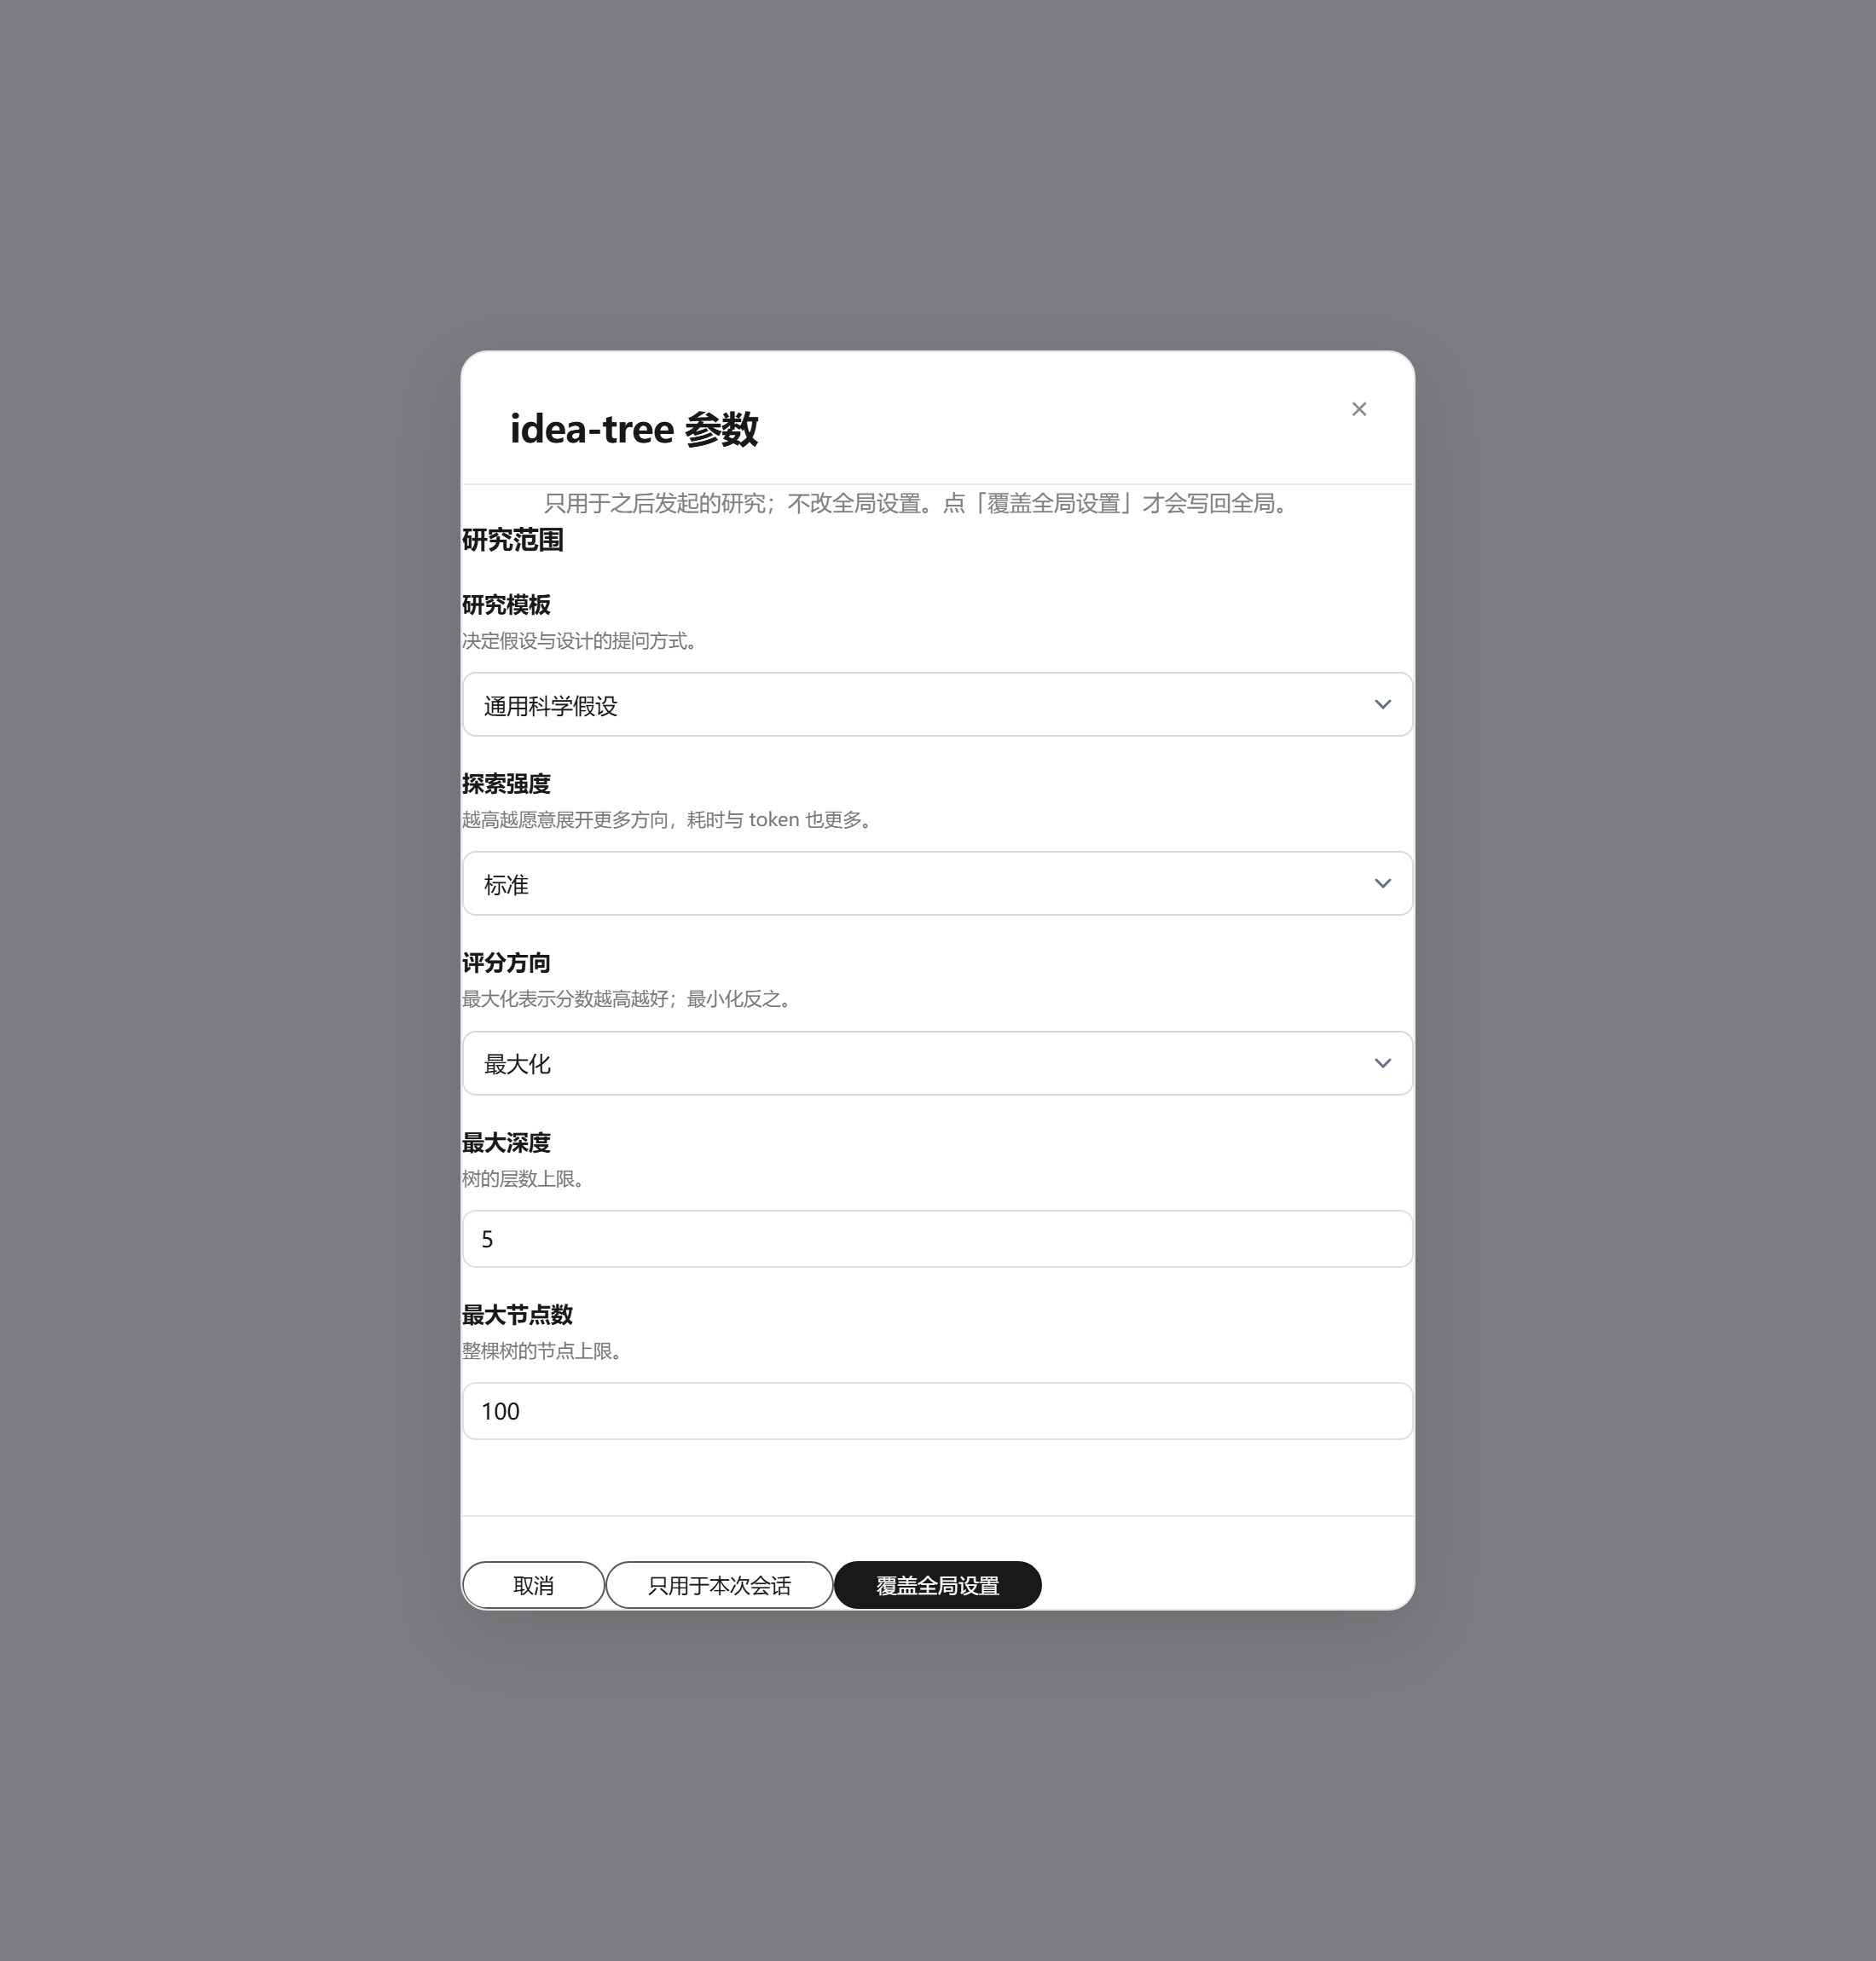 idea-tree 参数
×
只用于之后发起的研究；不改全局设置。点「覆盖全局设置」才会写回全局。
研究范围
研究模板
决定假设与设计的提问方式。
通用科学假设
探索强度
越高越愿意展开更多方向，耗时与 token 也更多。
标准
评分方向
最大化表示分数越高越好；最小化反之。
最大化
最大深度
树的层数上限。
5
最大节点数
整棵树的节点上限。
100
取消 只用于本次会话 覆盖全局设置